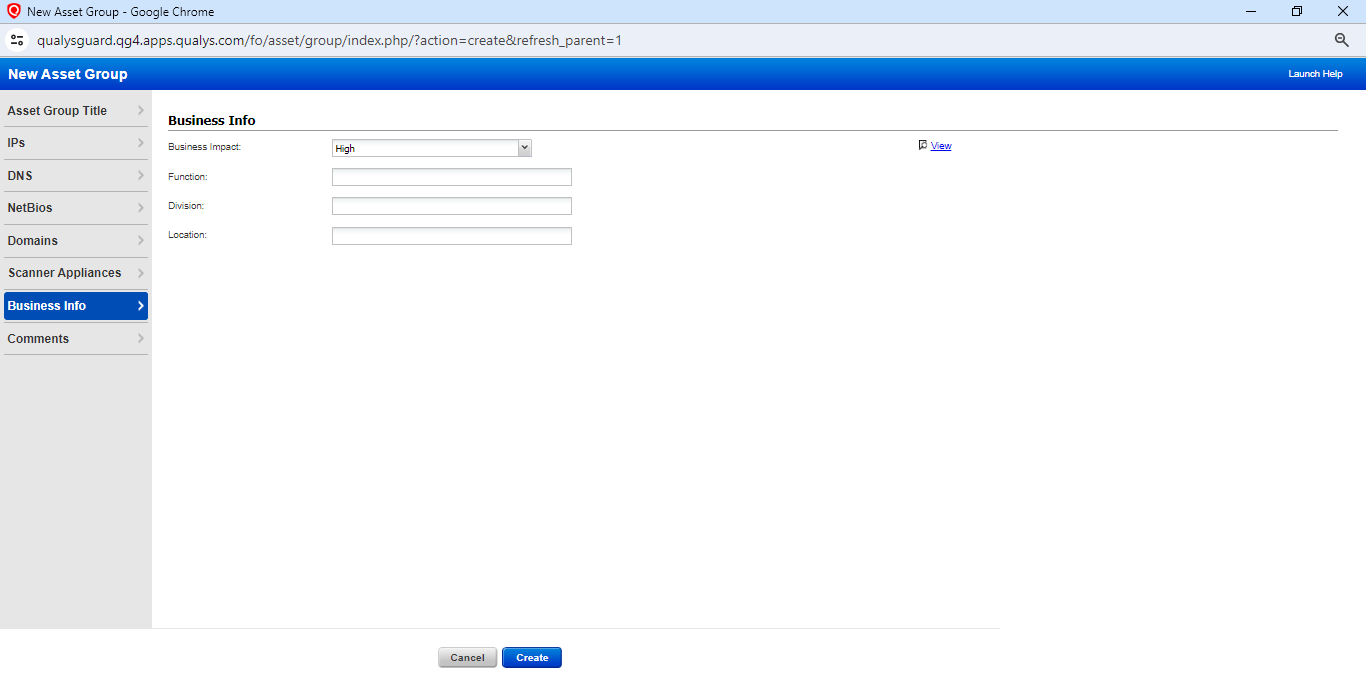 New Asset Group - Google Chrome
qualysguard.qg4.apps.qualys.com/fo/asset/group/index.php/?action=create&refresh_parent=1
New Asset Group
Launch Help
Asset Group Title
IPs
DNS
NetBios
Domains
Scanner Appliances
Business Info
Comments
Business Info
Business Impact:
High
View
Function:
Division:
Location:
Cancel
Create